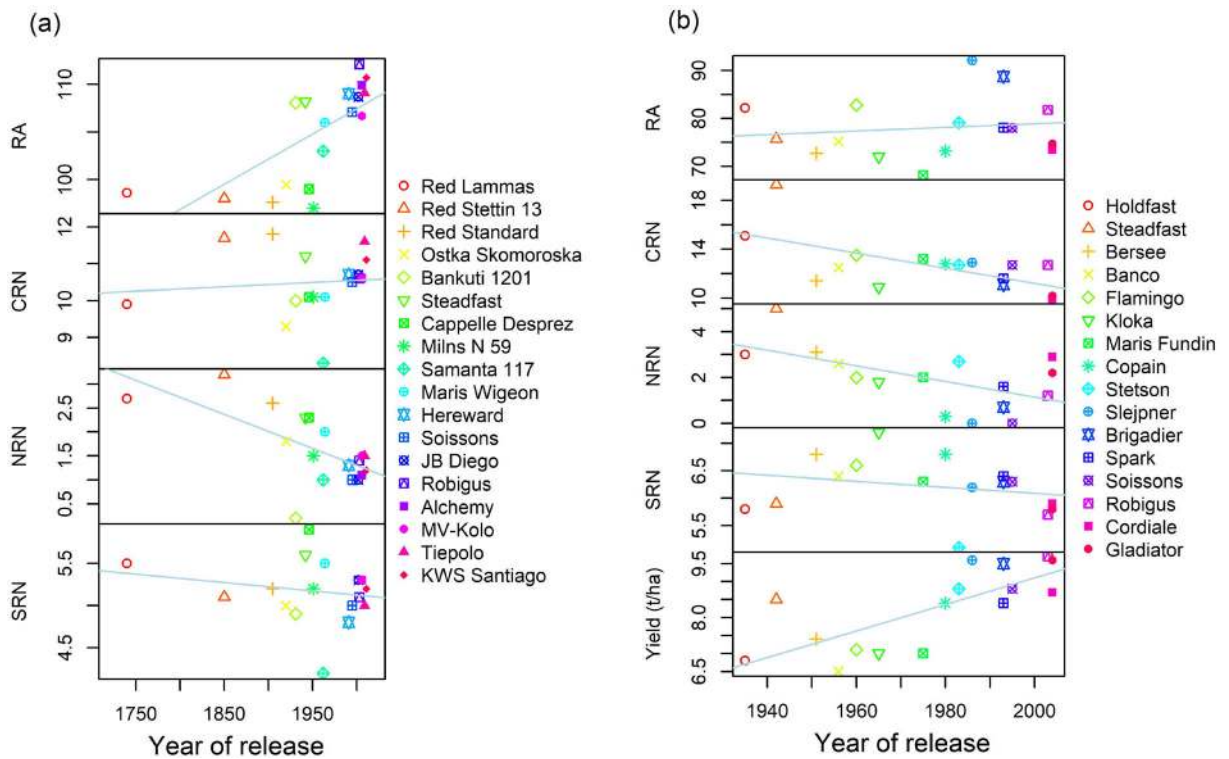 (a)
RA
110
100
CRN
12
10
9
NRN
2.5
1.5
0.5
SRN
5.5
4.5
1750
1850
1950
Year of release
Red Lammas
Red Stettin 13
Red Standard
Ostka Skomoroska
Bankuti 1201
Steadfast
Cappelle Desprez
Milns N 59
Samanta 117
Maris Wigeon
Hereward
Soissons
JB Diego
Robigus
Alchemy
MV-Kolo
Tiepolo
KWS Santiago
(b)
RA
90
80
70
CRN
18
14
10
NRN
4
2
0
SRN
6.5
5.5
Yield (t/ha)
9.5
8.0
6.5
1940
1960
1980
2000
Year of release
Holdfast
Steadfast
Bersee
Banco
Flamingo
Kloka
Maris Fundin
Copain
Stetson
Slejpner
Brigadier
Spark
Soissons
Robigus
Cordiale
Gladiator